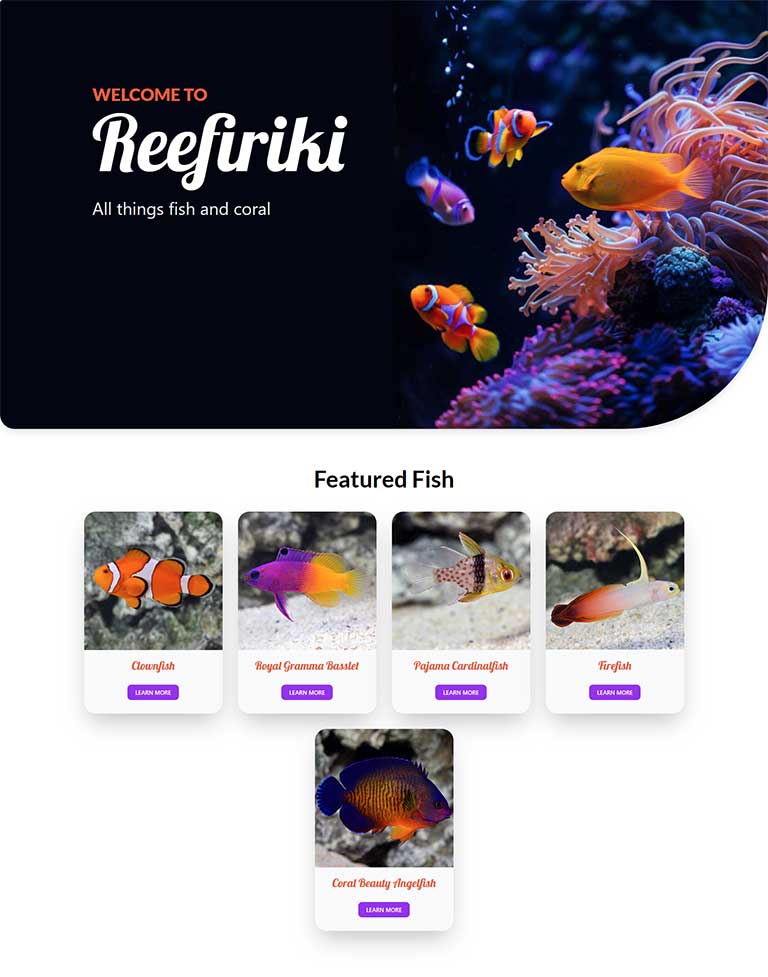 WELCOME TO
Reefiriki
All things fish and coral
Featured Fish
Clownfish
LEARN MORE
Royal Gramma Basslet
LEARN MORE
Pajama Cardinalfish
LEARN MORE
Firefish
LEARN MORE
Coral Beauty Angelfish
LEARN MORE